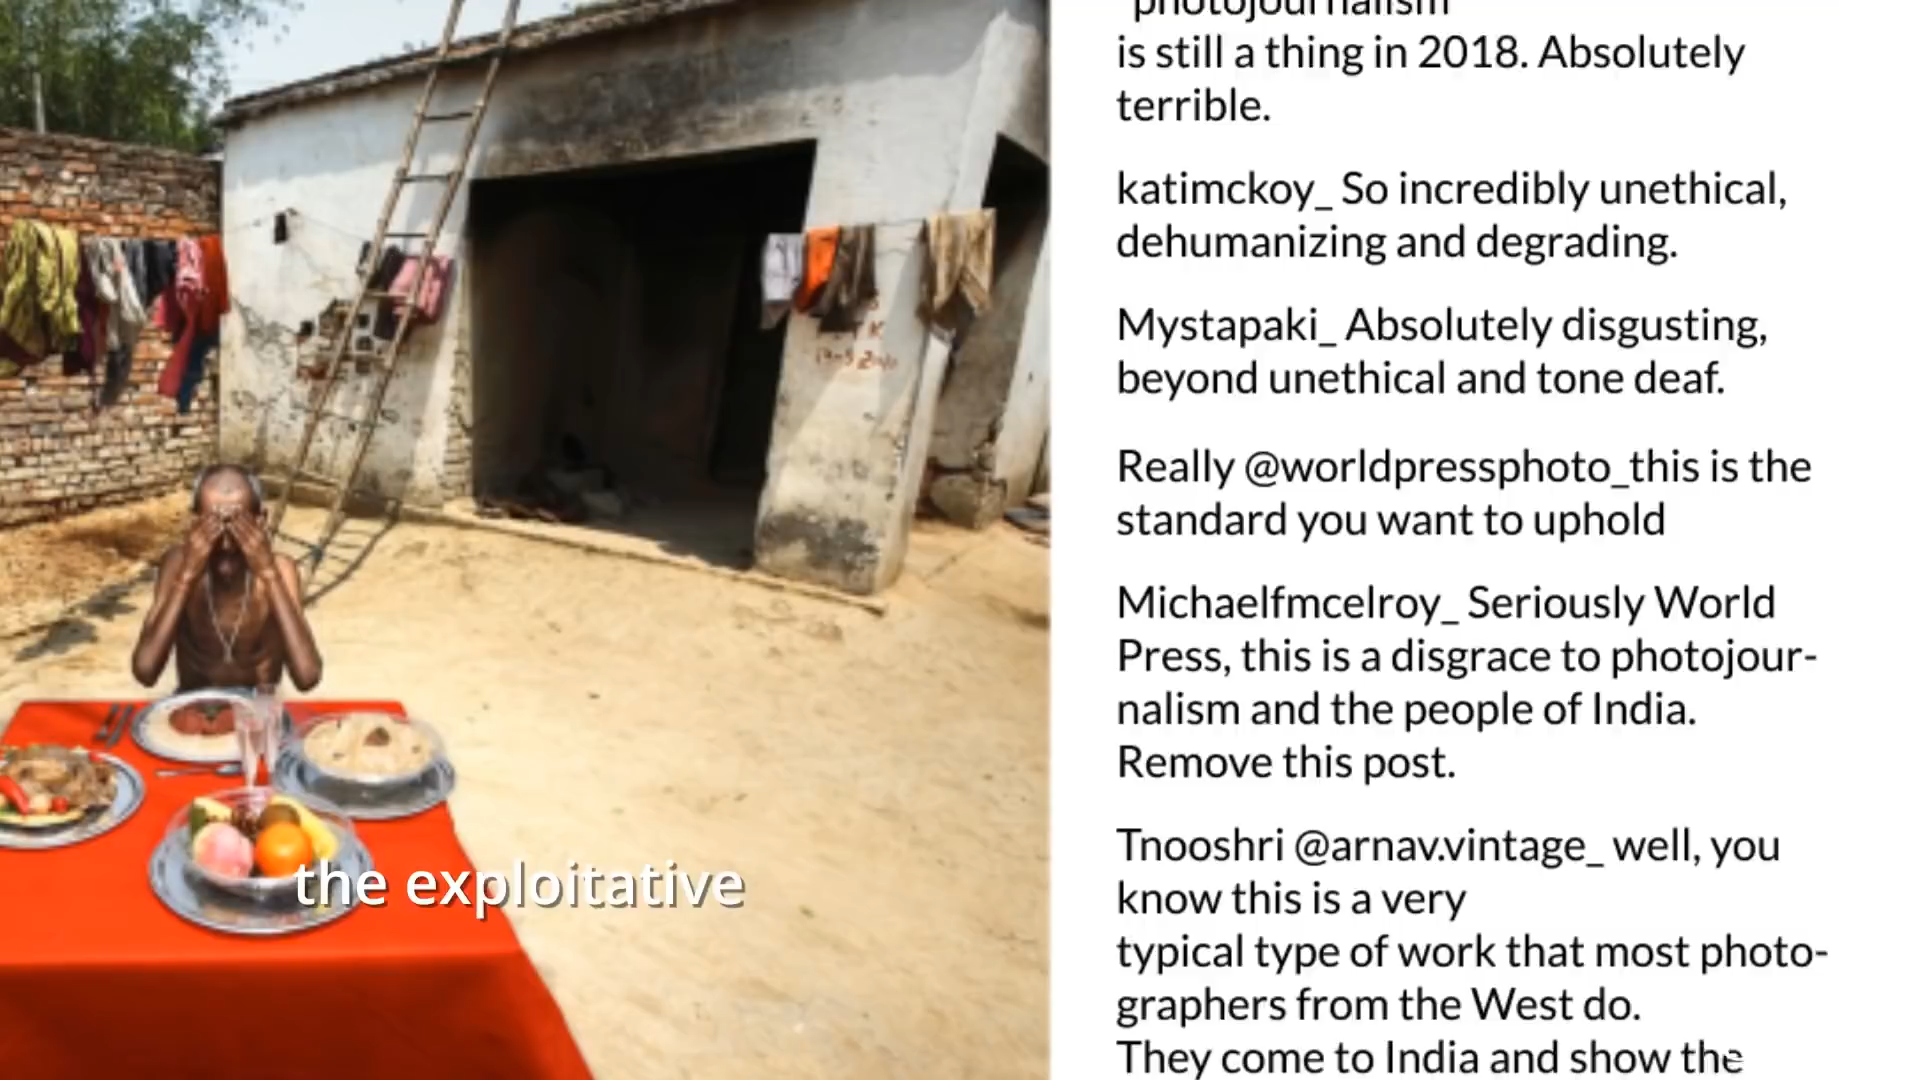 is still a thing in 2018. Absolutely
terrible.
katimckoy_ So incredibly unethical,
dehumanizing and degrading.
Mystapaki_ Absolutely disgusting,
beyond unethical and tone deaf.
Really @worldpressphoto_this is the
standard you want to uphold
Michaelfmcelroy_ Seriously World
Press, this is a disgrace to photojour-
nalism and the people of India.
Remove this post.
Tnooshri @arnav.vintage_ well, you
know this is a very
typical type of work that most photo-
graphers from the West do.
They come to India and show the
the exploitative